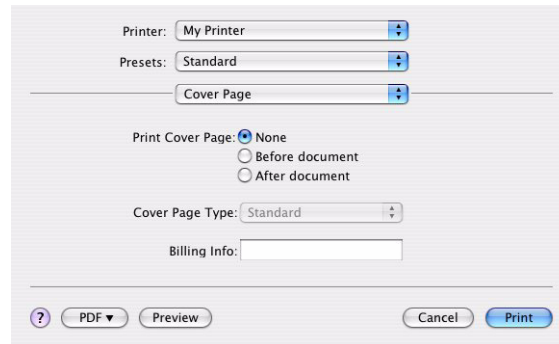 Printer: My Printer
Presets: Standard
Cover Page
Print Cover Page: None
Before document
After document
Cover Page Type: Standard
Billing Info:
? PDF ▼ Preview Cancel Print